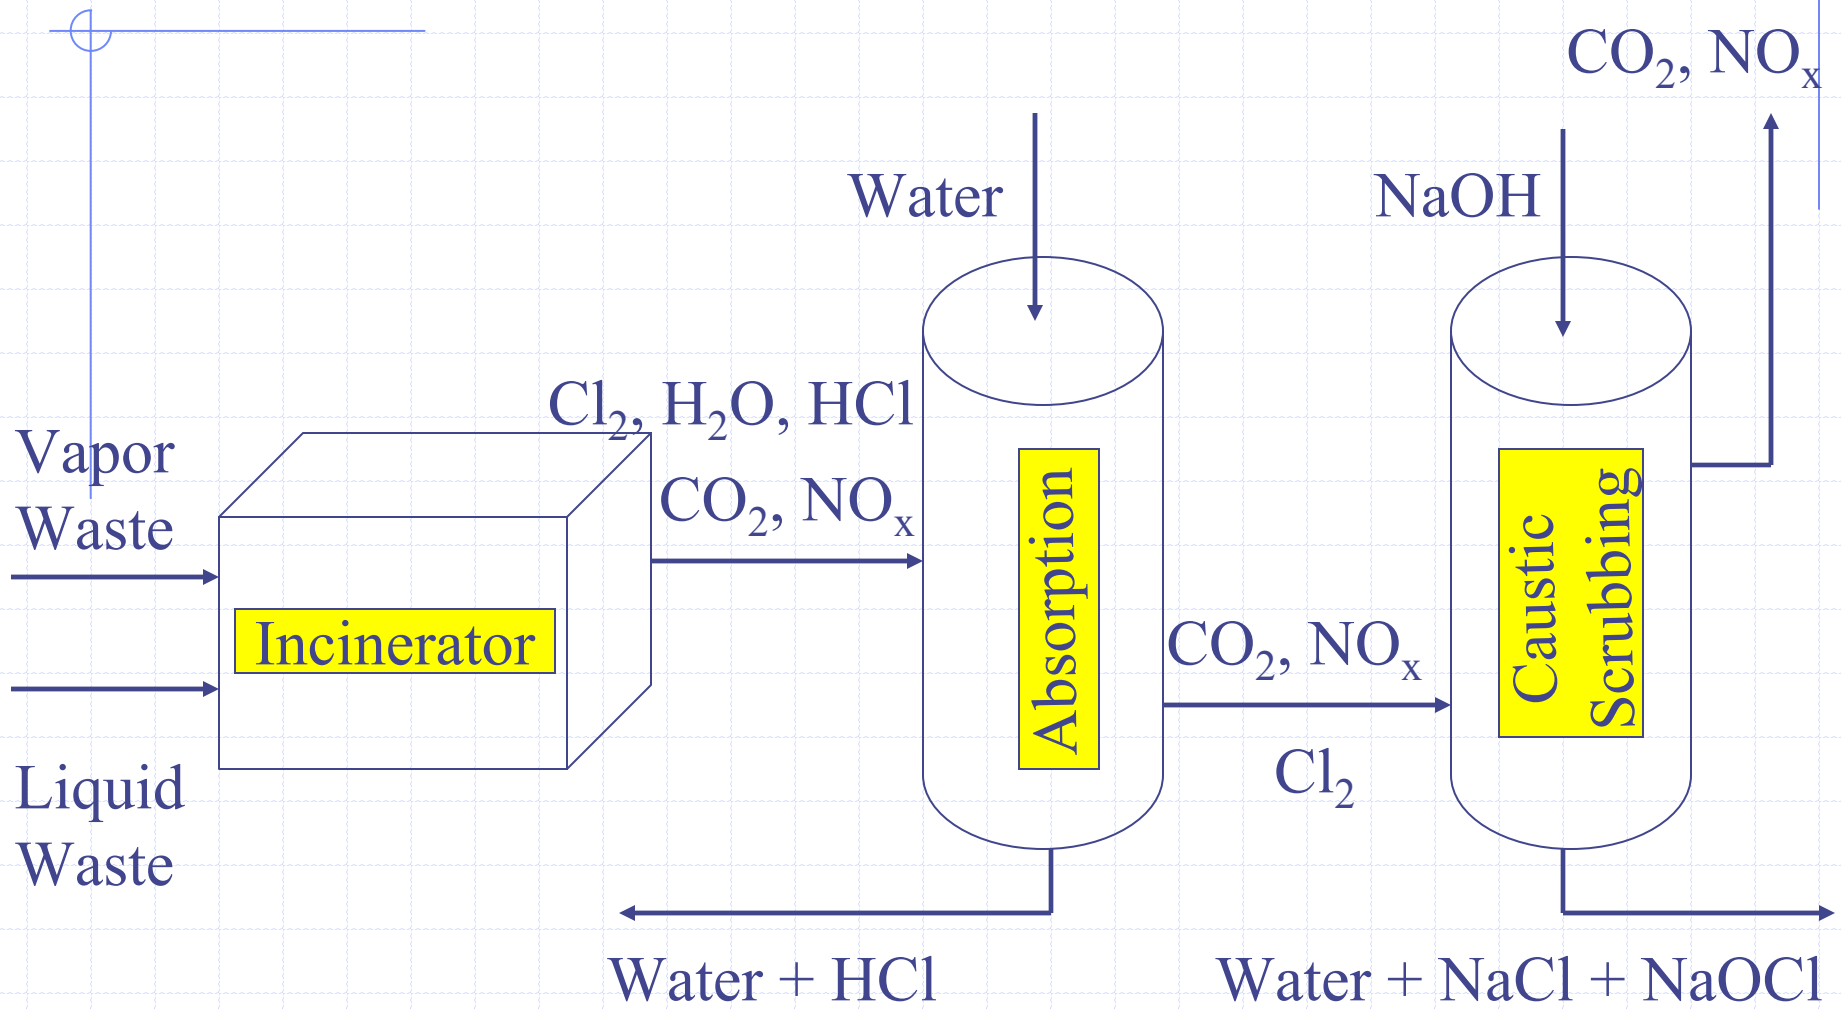 CO₂, NOₓ
Water
NaOH
Cl₂, H₂O, HCl
CO₂, NOₓ
Vapor
Waste
Incinerator
Absorption
Caustic
Scrubbing
CO₂, NOₓ
Cl₂
Liquid
Waste
Water + HCl
Water + NaCl + NaOCl